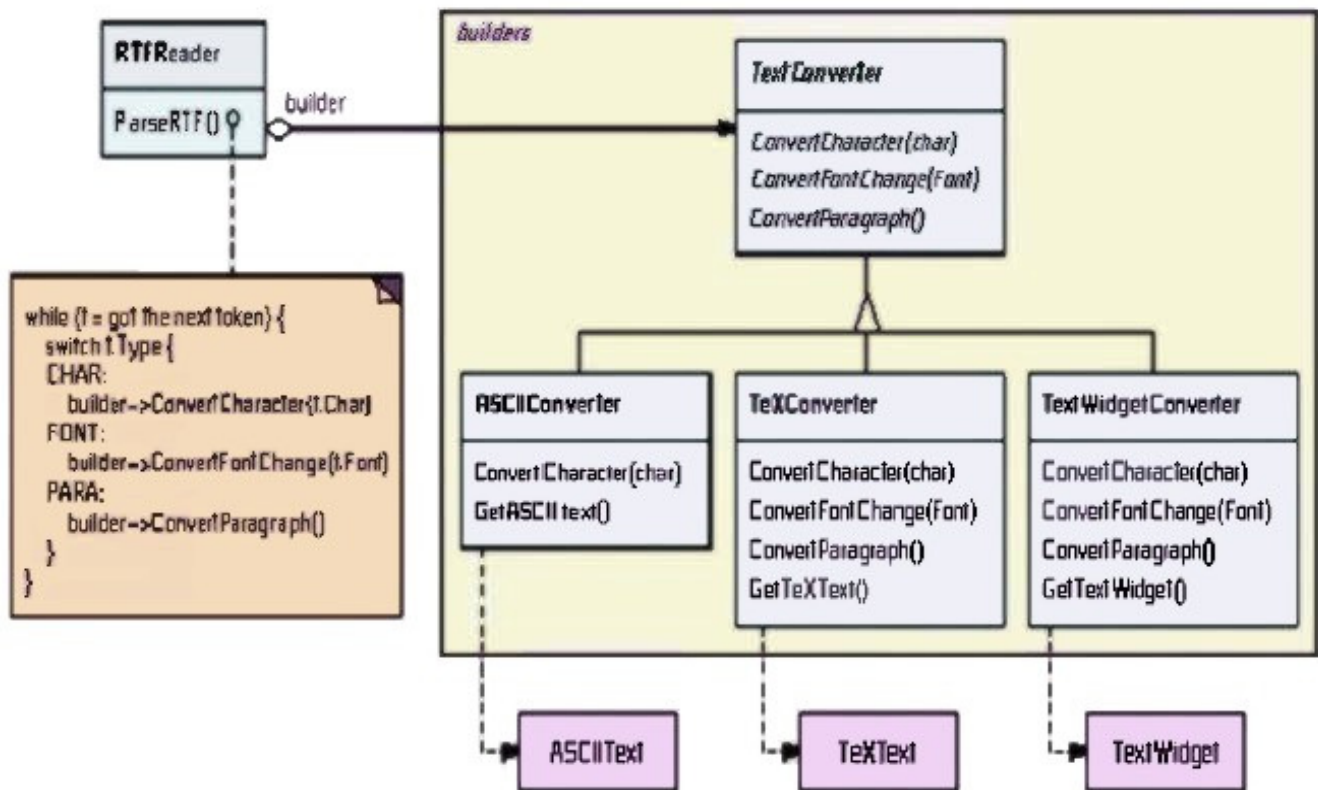 RTFReader
ParseRTF()
builder
builders
TextConverter
ConvertCharacter(char)
ConvertFontChange(Font)
ConvertParagraph()
while (t = got the next token) {
switch t.Type {
CHAR:
builder->ConvertCharacter(t.Char)
FONT:
builder->ConvertFontChange(t.Font)
PARA:
builder->ConvertParagraph()
}
}
ASCIIConverter
ConvertCharacter(char)
GetASCIItext()
TeXConverter
ConvertCharacter(char)
ConvertFontChange(Font)
ConvertParagraph()
GetTeXText()
TextWidgetConverter
ConvertCharacter(char)
ConvertFontChange(Font)
ConvertParagraph()
GetTextWidget()
ASCIIText
TeXText
TextWidget